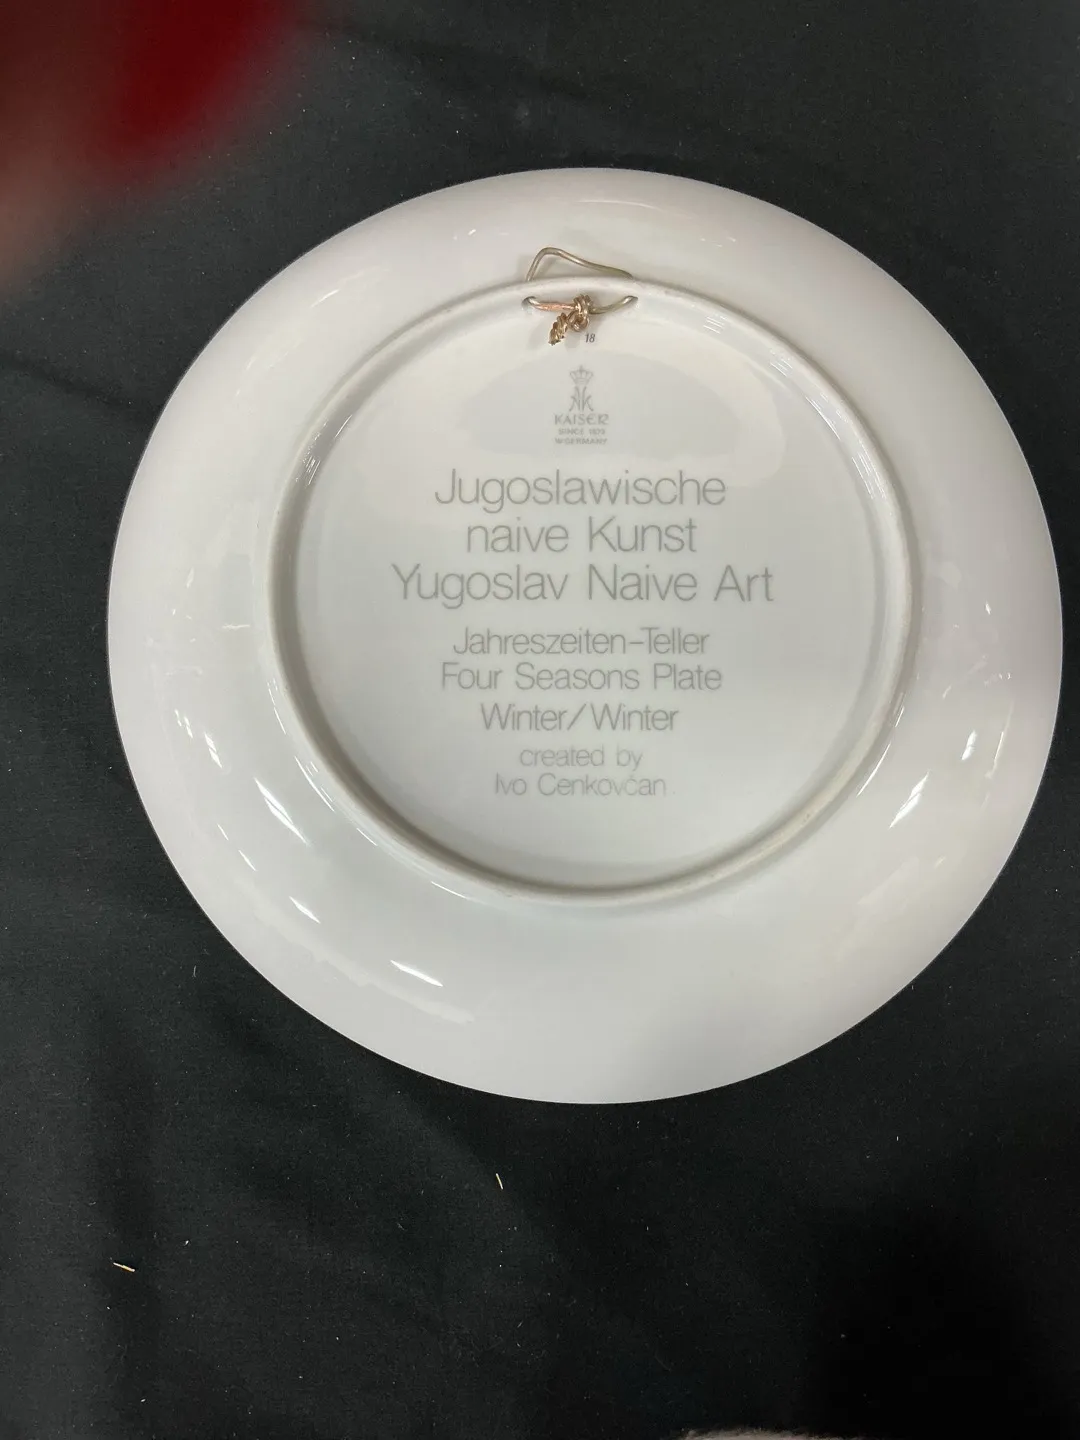 18
KAISER
SINCE 1872
W.GERMANY
Jugoslawische
naive Kunst
Yugoslav Naive Art
Jahreszeiten-Teller
Four Seasons Plate
Winter/Winter
created by
Ivo Cenkovčan